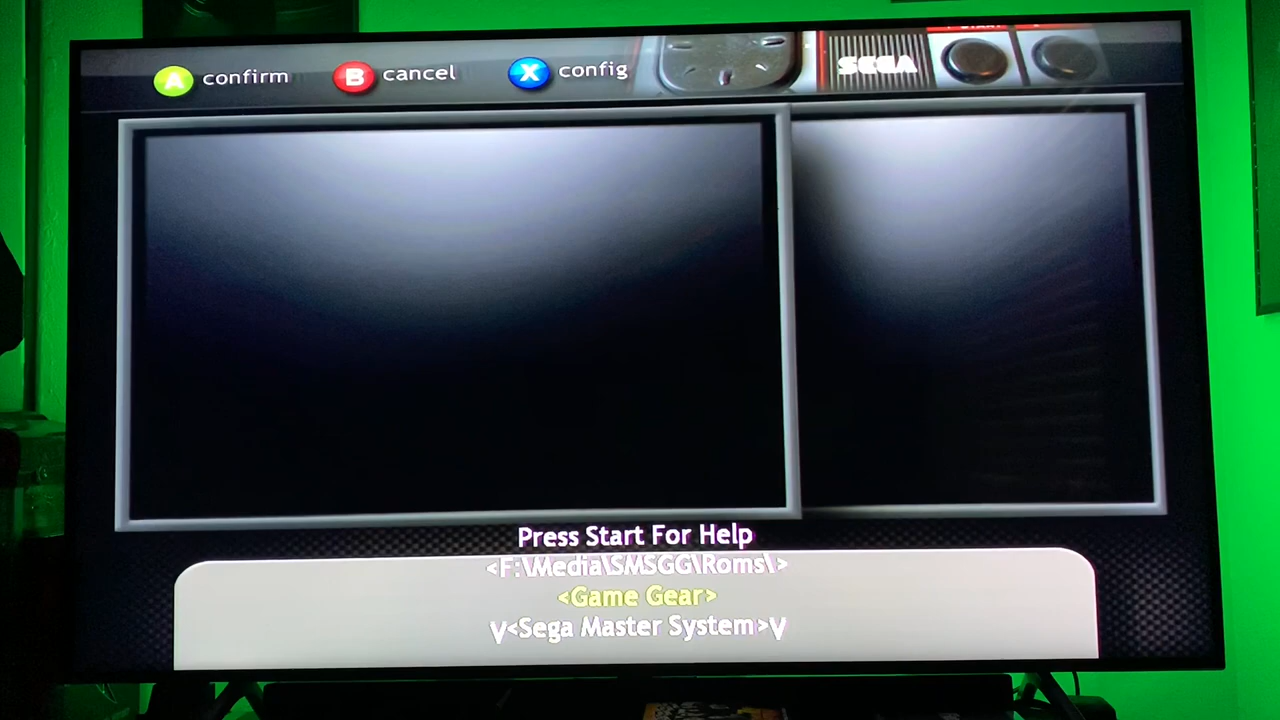 A confirm B cancel X config SEGA
Press Start For Help
<F:\Media\SMSGG\Roms\>
<Game Gear>
V<Sega Master System>V